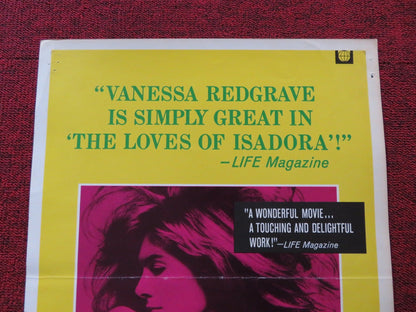 "VANESSA REDGRAVE
IS SIMPLY GREAT IN
'THE LOVES OF ISADORA'!"
—LIFE Magazine
"A WONDERFUL MOVIE...
A TOUCHING AND DELIGHTFUL
WORK!"—LIFE Magazine